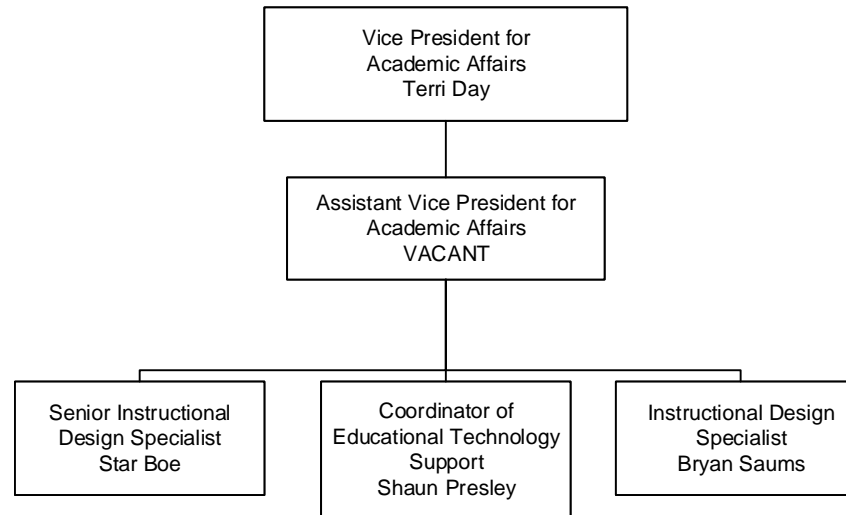 Vice President for
Academic Affairs
Terri Day
Assistant Vice President for
Academic Affairs
VACANT
Senior Instructional
Design Specialist
Star Boe
Coordinator of
Educational Technology
Support
Shaun Presley
Instructional Design
Specialist
Bryan Saums